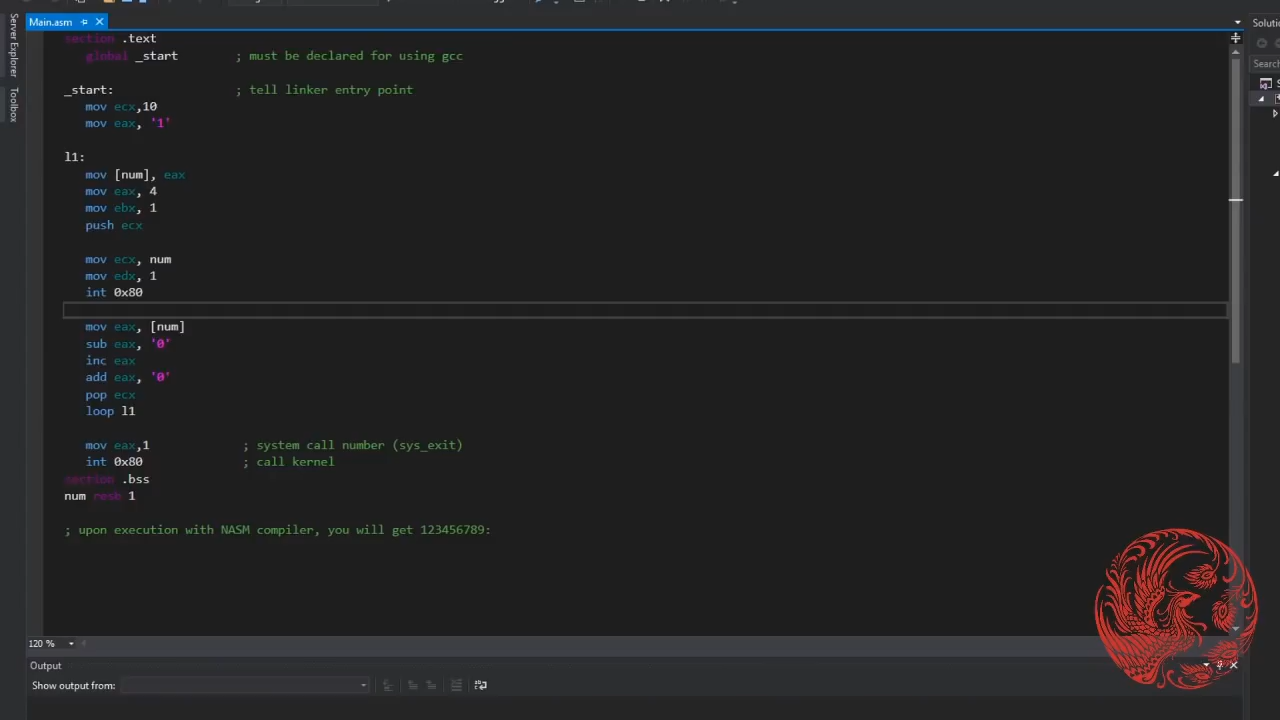 Main.asm
Server Explorer
Toolbox
section .text
global _start ; must be declared for using gcc
_start: ; tell linker entry point
mov ecx,10
mov eax, '1'
l1:
mov [num], eax
mov eax, 4
mov ebx, 1
push ecx
mov ecx, num
mov edx, 1
int 0x80
mov eax, [num]
sub eax, '0'
inc eax
add eax, '0'
pop ecx
loop l1
mov eax,1 ; system call number (sys_exit)
int 0x80 ; call kernel
section .bss
num resb 1
; upon execution with NASM compiler, you will get 123456789:
120 %
Output
Show output from:
Solutio
Search